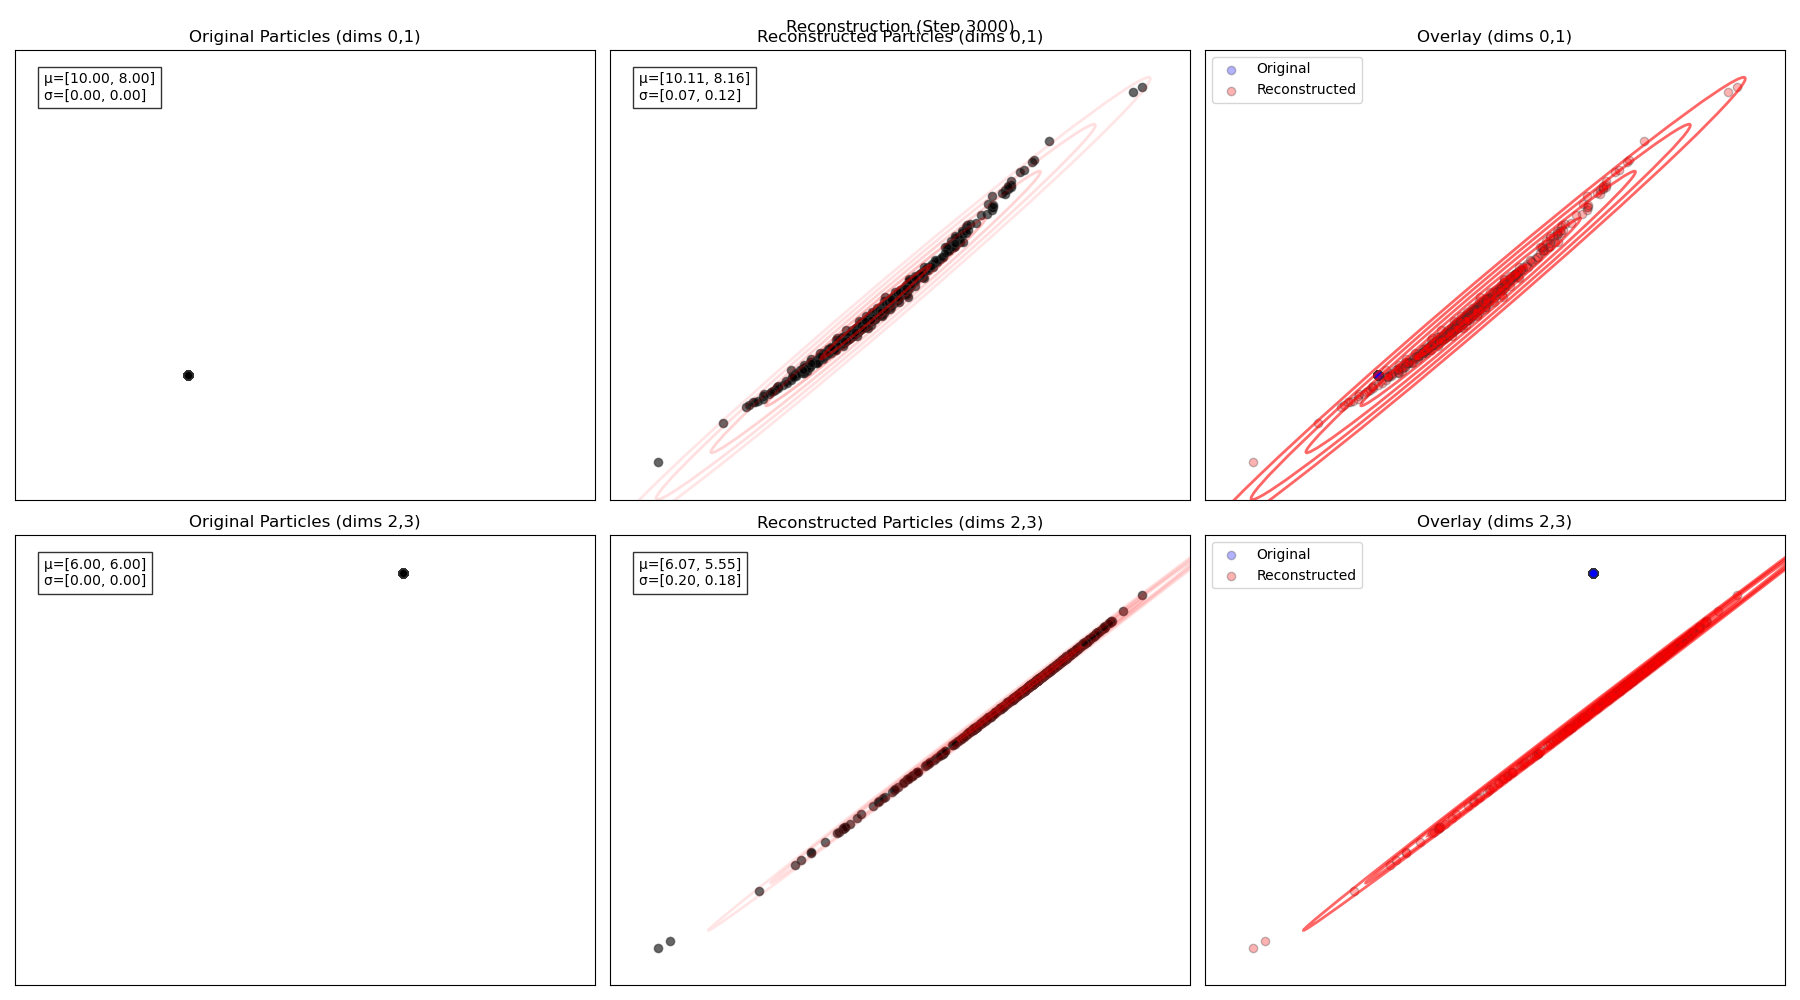 Reconstruction (Step 3000)
Original Particles (dims 0,1)
Reconstructed Particles (dims 0,1)
Overlay (dims 0,1)
μ=[10.00, 8.00]
σ=[0.00, 0.00]
μ=[10.11, 8.16]
σ=[0.07, 0.12]
Original
Reconstructed
Original Particles (dims 2,3)
Reconstructed Particles (dims 2,3)
Overlay (dims 2,3)
μ=[6.00, 6.00]
σ=[0.00, 0.00]
μ=[6.07, 5.55]
σ=[0.20, 0.18]
Original
Reconstructed